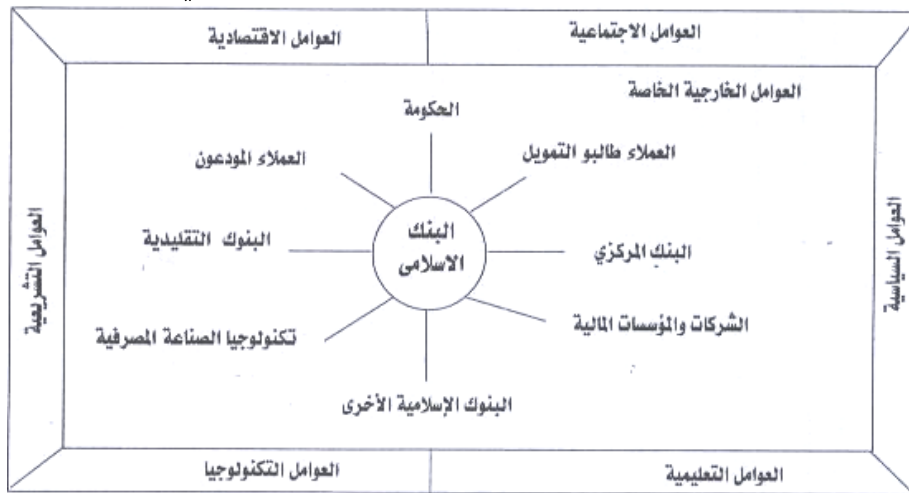 العوامل الاجتماعية
العوامل الاقتصادية
العوامل الخارجية الخاصة
الحكومة
العملاء طالبو التمويل
العملاء المودعون
البنك
الاسلامى
البنك المركزي
البنوك التقليدية
الشركات والمؤسسات المالية
تكنولوجيا الصناعة المصرفية
البنوك الإسلامية الأخرى
العوامل السياسية
العوامل التشريعية
العوامل التعليمية
العوامل التكنولوجيا